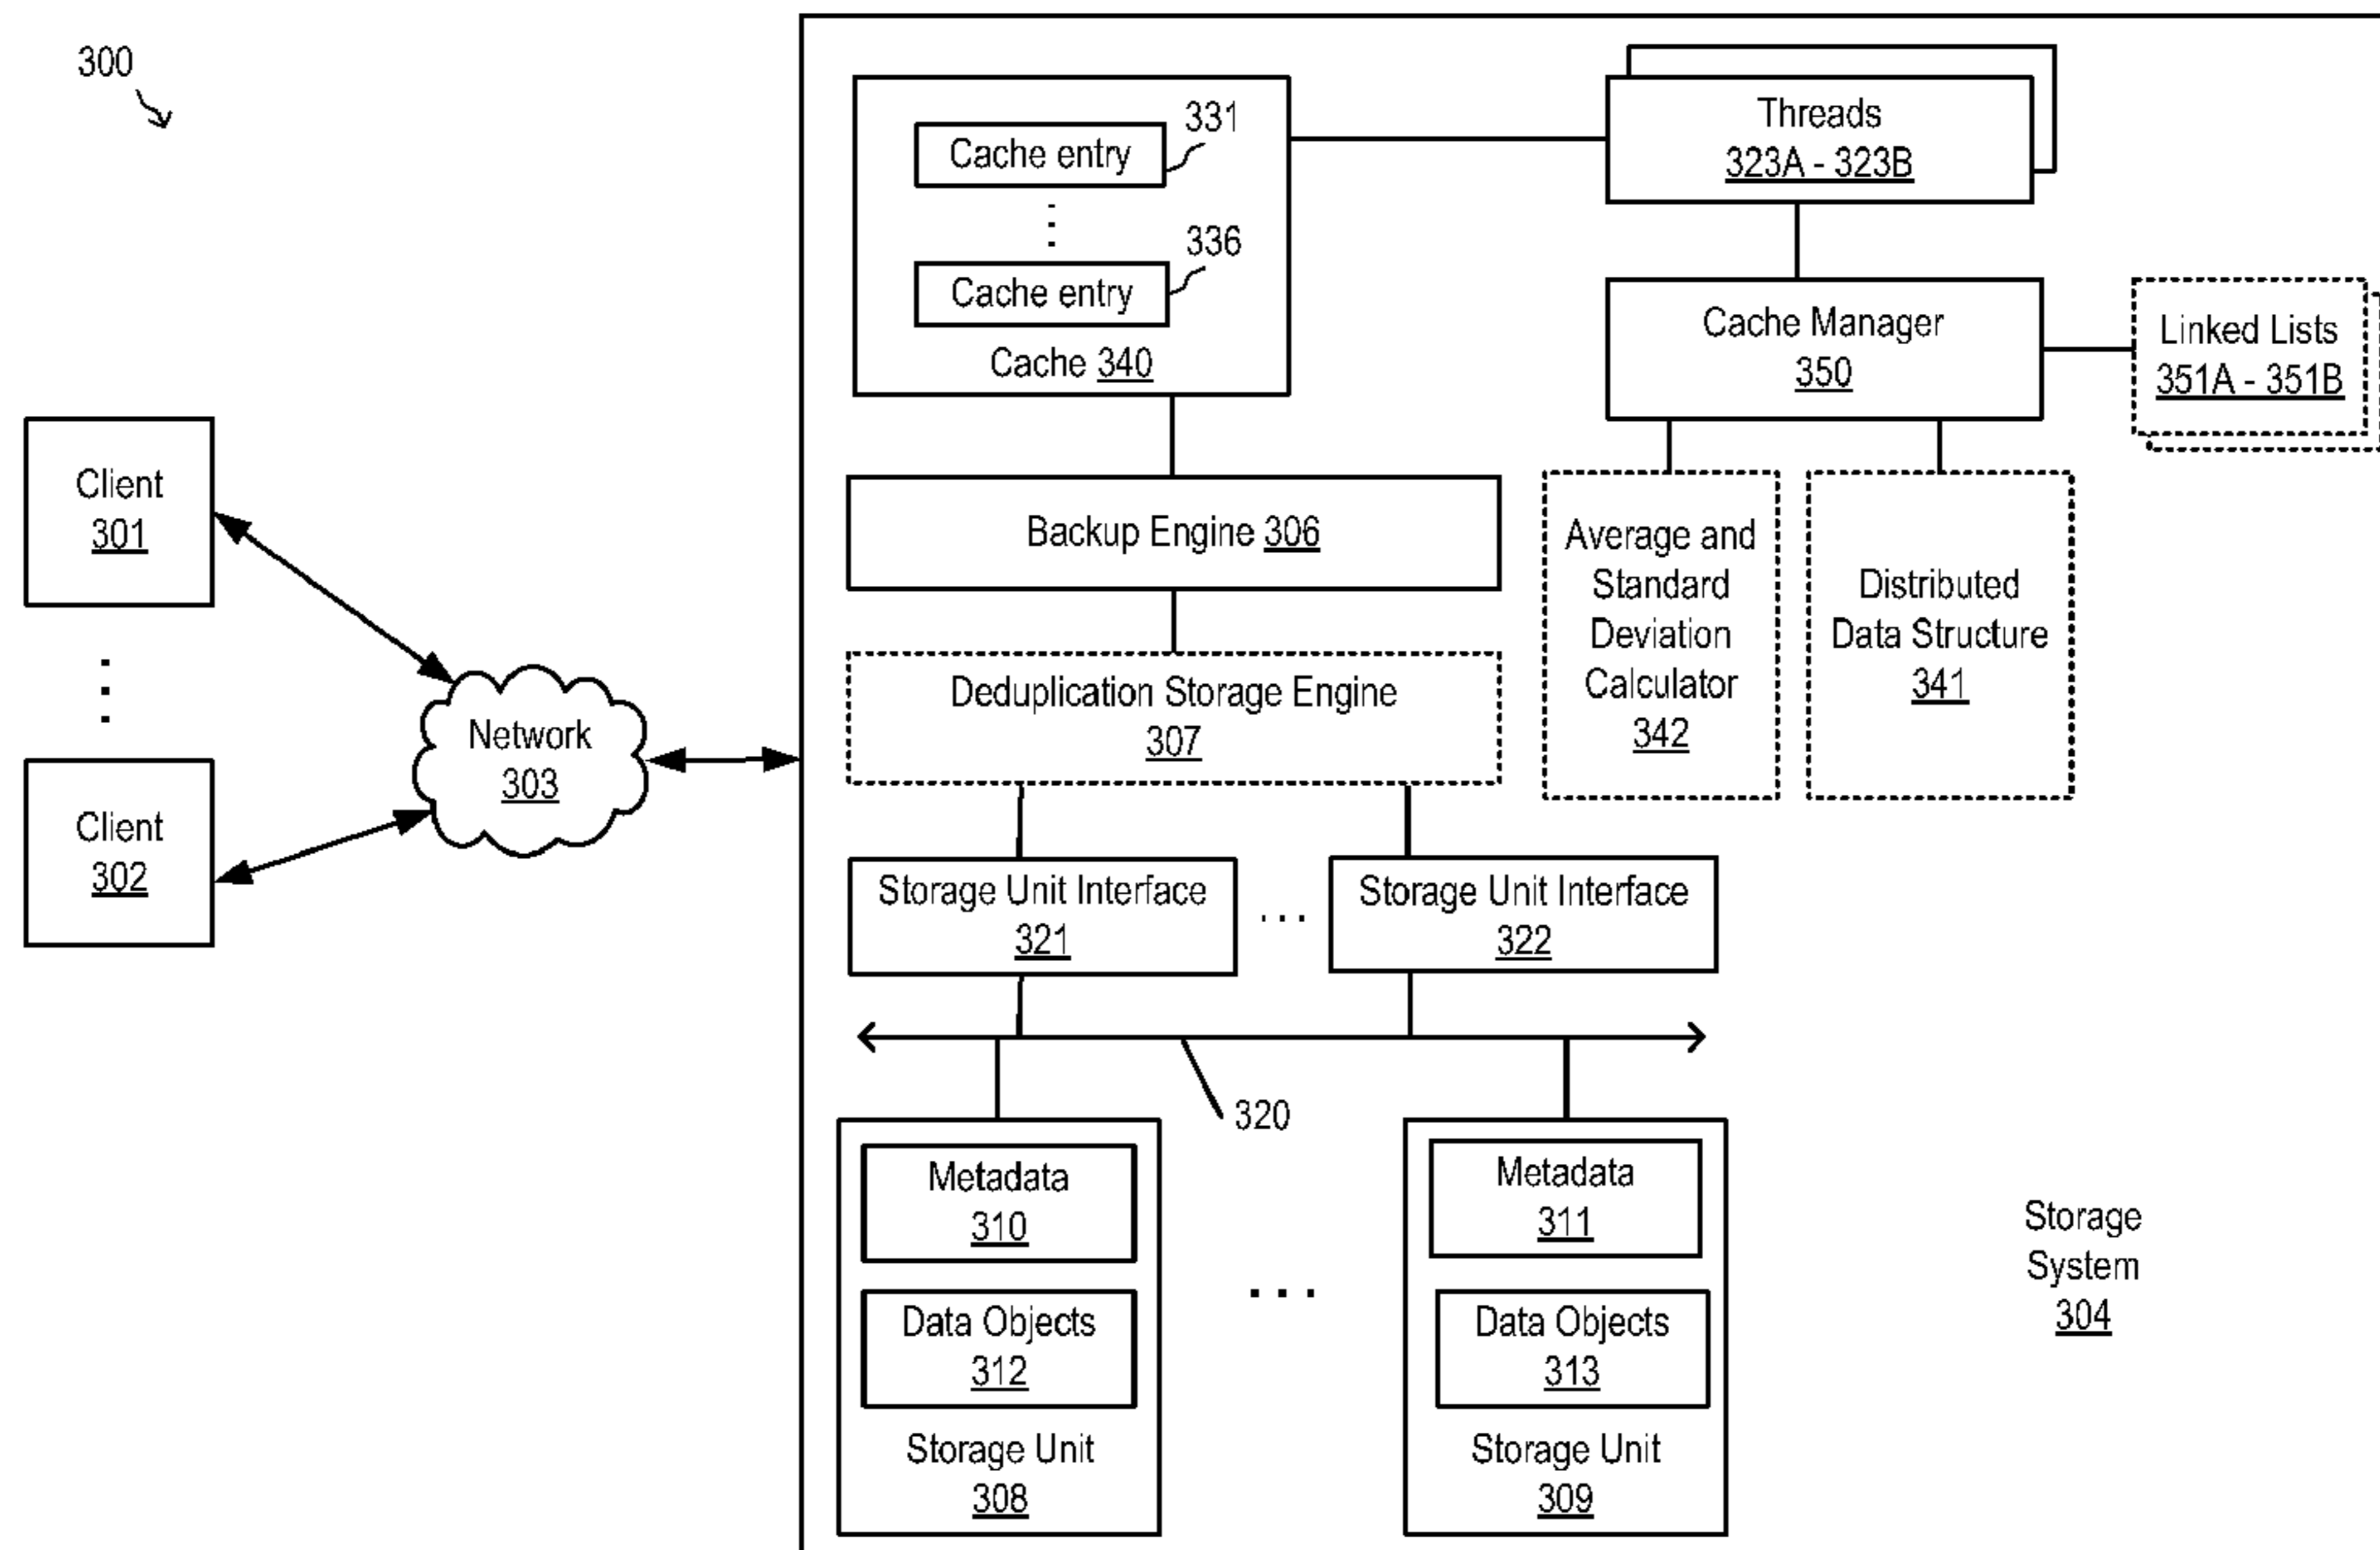 300
Client
301
Client
302
Network
303
Cache entry
331
Cache entry
336
Cache 340
Threads
323A - 323B
Cache Manager
350
Linked Lists
351A - 351B
Backup Engine 306
Average and
Standard
Deviation
Calculator
342
Distributed
Data Structure
341
Deduplication Storage Engine
307
Storage Unit Interface
321
...
Storage Unit Interface
322
320
Metadata
310
Data Objects
312
Storage Unit
308
...
Metadata
311
Data Objects
313
Storage Unit
309
Storage
System
304